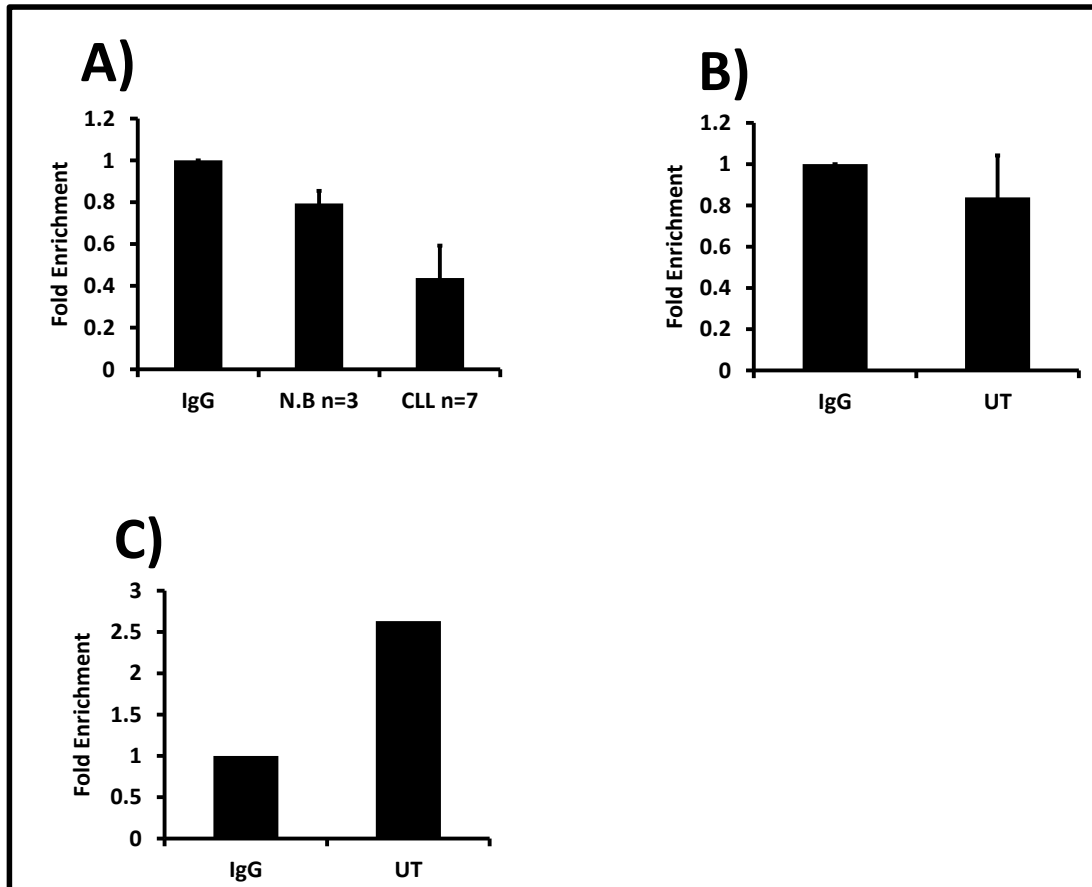 A)
Fold Enrichment
1.2
1
0.8
0.6
0.4
0.2
0
IgG N.B n=3 CLL n=7
B)
Fold Enrichment
1.2
1
0.8
0.6
0.4
0.2
0
IgG UT
C)
Fold Enrichment
3
2.5
2
1.5
1
0.5
0
IgG UT